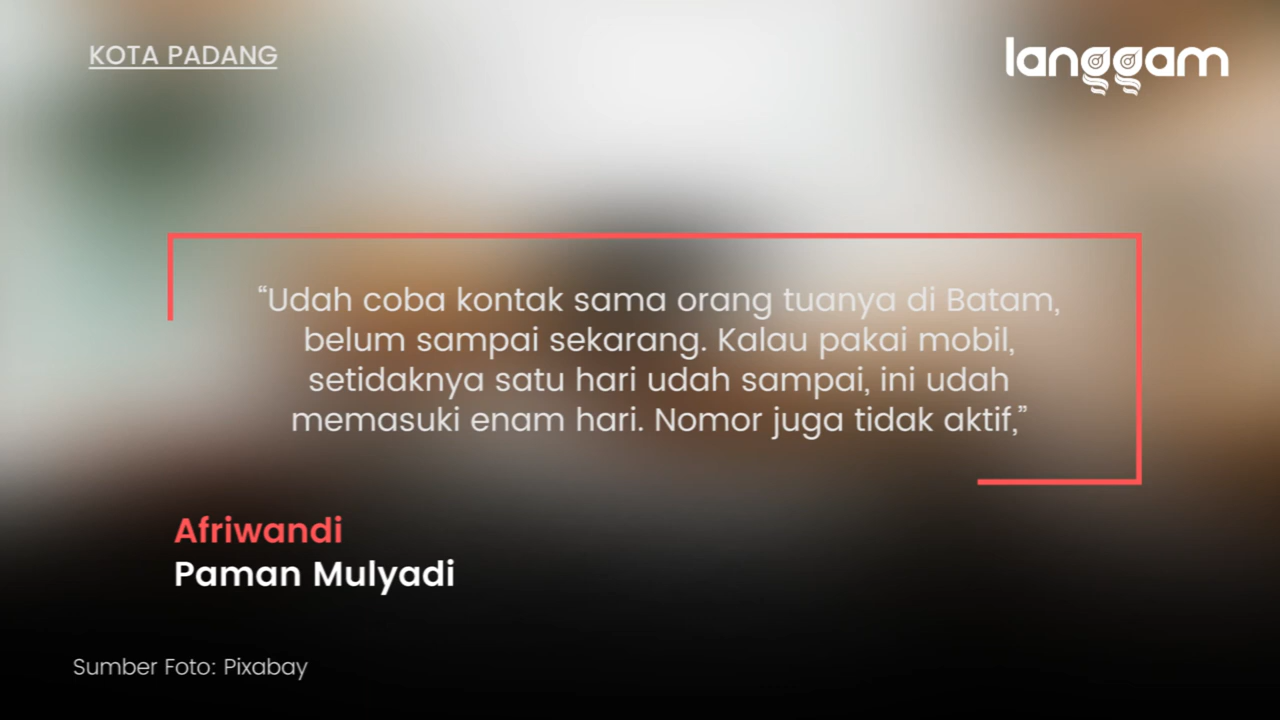 KOTA PADANG
langgam
“Udah coba kontak sama orang tuanya di Batam,
belum sampai sekarang. Kalau pakai mobil,
setidaknya satu hari udah sampai, ini udah
memasuki enam hari. Nomor juga tidak aktif,”
Afriwandi
Paman Mulyadi
Sumber Foto: Pixabay